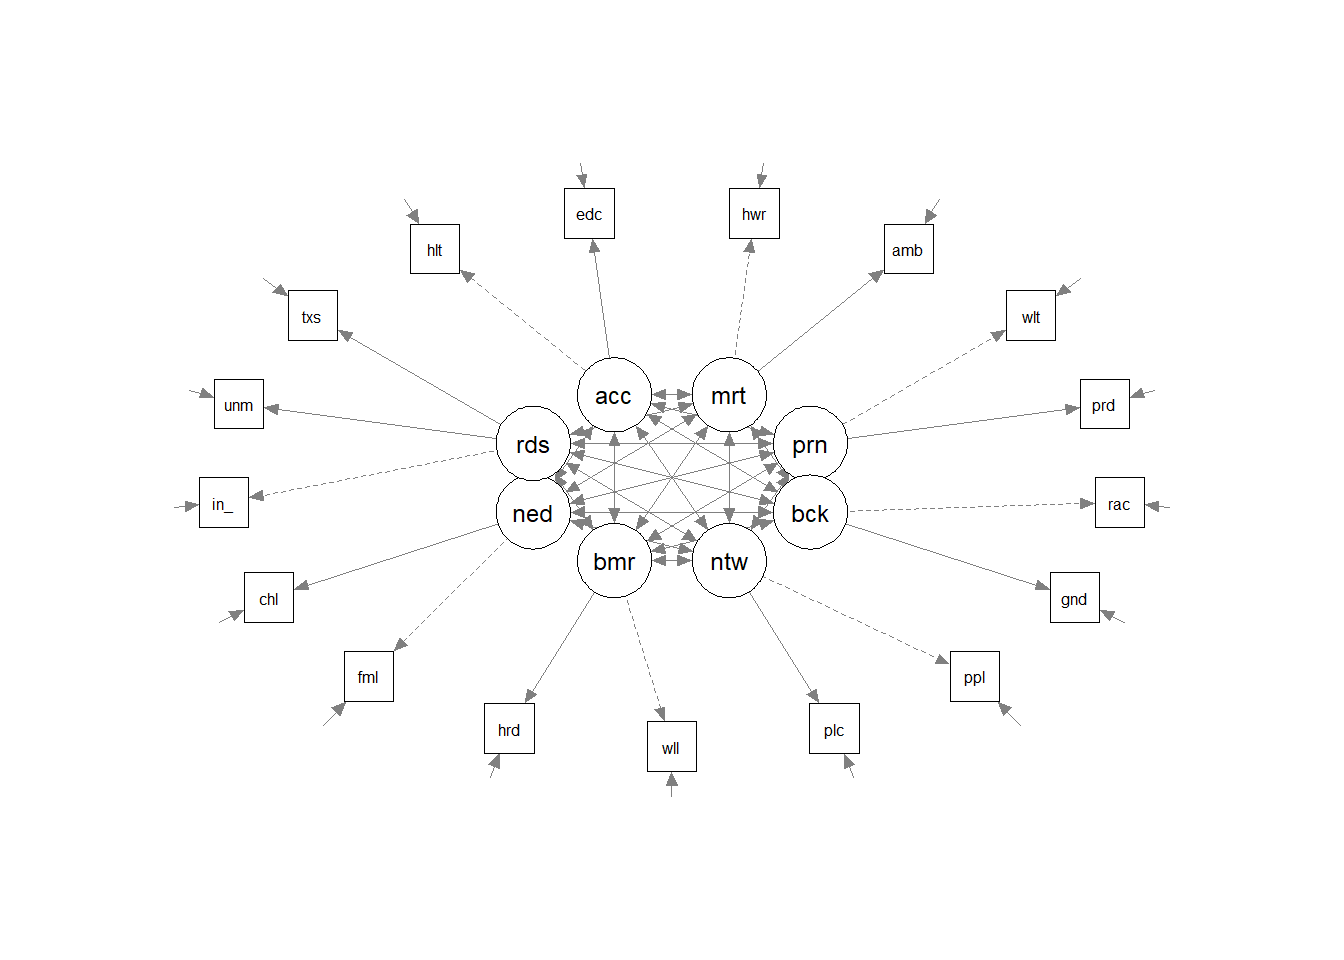 edc
hwr
hlt
amb
txs
wlt
acc
mrt
unm
prd
rds
prn
in_
ned
bck
rac
bmr
ntw
chl
gnd
fml
ppl
hrd
wll
plc